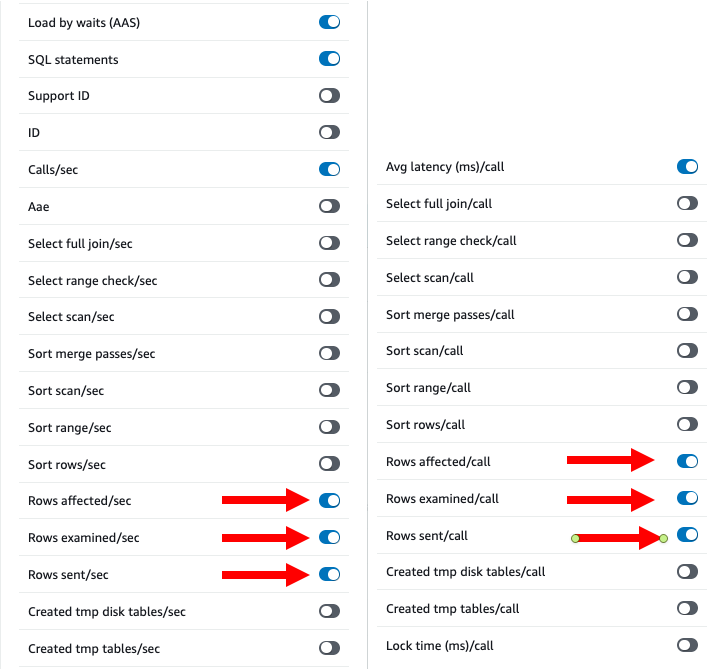 Load by waits (AAS)
SQL statements
Support ID
ID
Calls/sec
Aae
Select full join/sec
Select range check/sec
Select scan/sec
Sort merge passes/sec
Sort scan/sec
Sort range/sec
Sort rows/sec
Rows affected/sec
Rows examined/sec
Rows sent/sec
Created tmp disk tables/sec
Created tmp tables/sec
Avg latency (ms)/call
Select full join/call
Select range check/call
Select scan/call
Sort merge passes/call
Sort scan/call
Sort range/call
Sort rows/call
Rows affected/call
Rows examined/call
Rows sent/call
Created tmp disk tables/call
Created tmp tables/call
Lock time (ms)/call